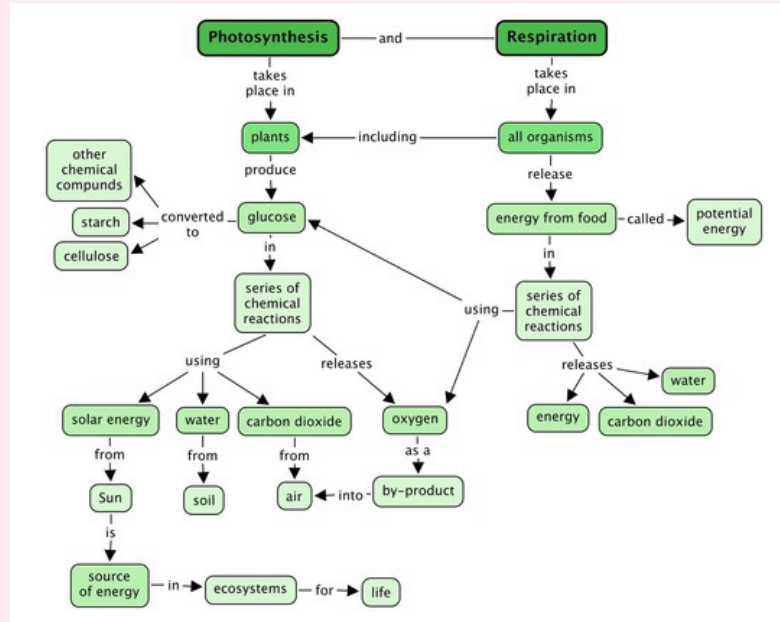 Photosynthesis
and
Respiration
takes
place in
takes
place in
plants
including
all organisms
other
chemical
compunds
produce
release
starch
converted
to
glucose
energy from food
called
potential
energy
cellulose
in
in
series of
chemical
reactions
using
series of
chemical
reactions
using
releases
releases
water
solar energy
water
carbon dioxide
oxygen
energy
carbon dioxide
from
from
from
as a
Sun
soil
air
into
by-product
is
source
of energy
in
ecosystems
for
life